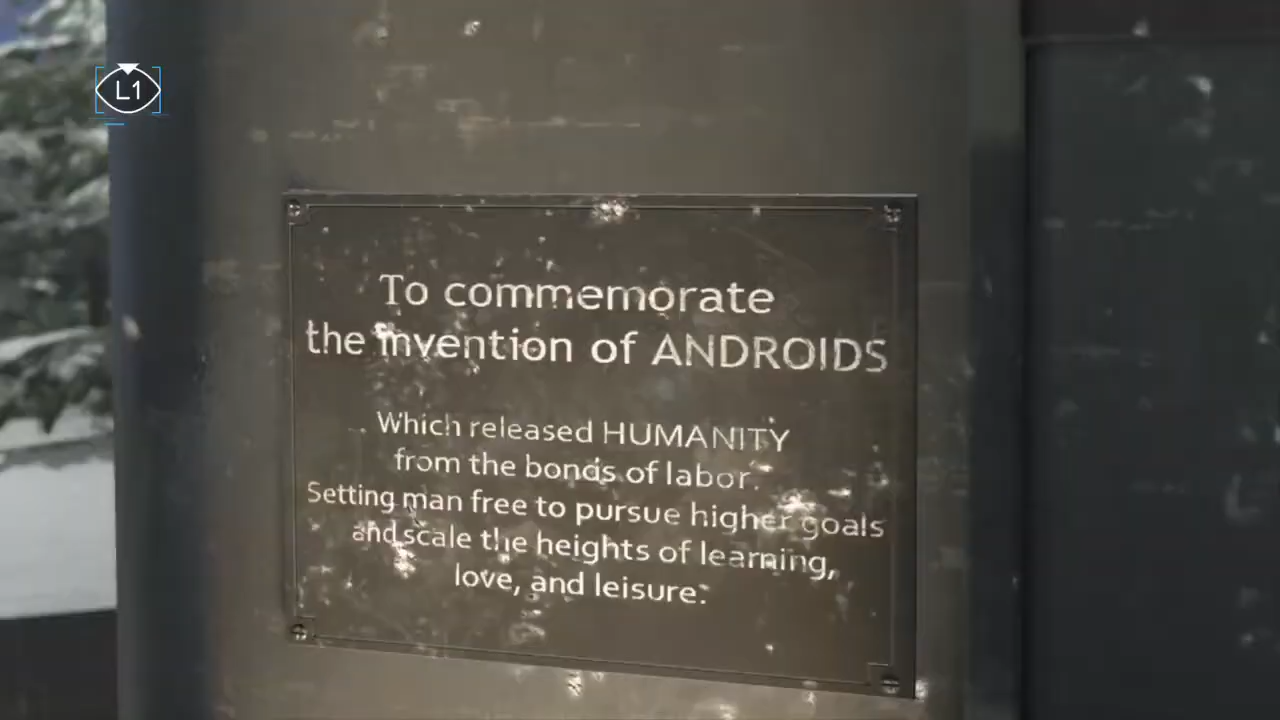 L1
To commemorate
the invention of ANDROIDS
Which released HUMANITY
from the bonds of labor.
Setting man free to pursue higher goals
and scale the heights of learning,
love, and leisure.